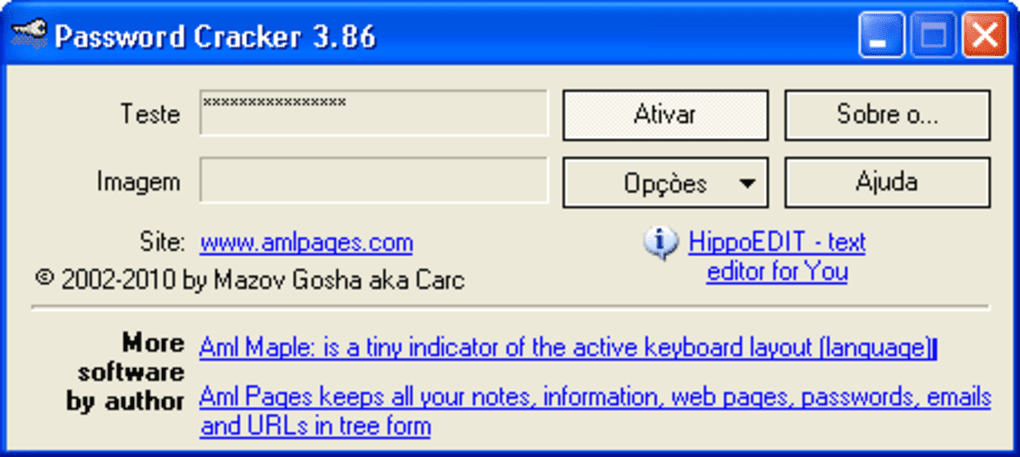 Password Cracker 3.86
Teste **************** Ativar Sobre o...
Imagem Opções Ajuda
Site: www.amlpages.com HippoEDIT - text
editor for You
© 2002-2010 by Mazov Gosha aka Carc
More
software
by author
Aml Maple: is a tiny indicator of the active keyboard layout (language)
Aml Pages keeps all your notes, information, web pages, passwords, emails
and URLs in tree form